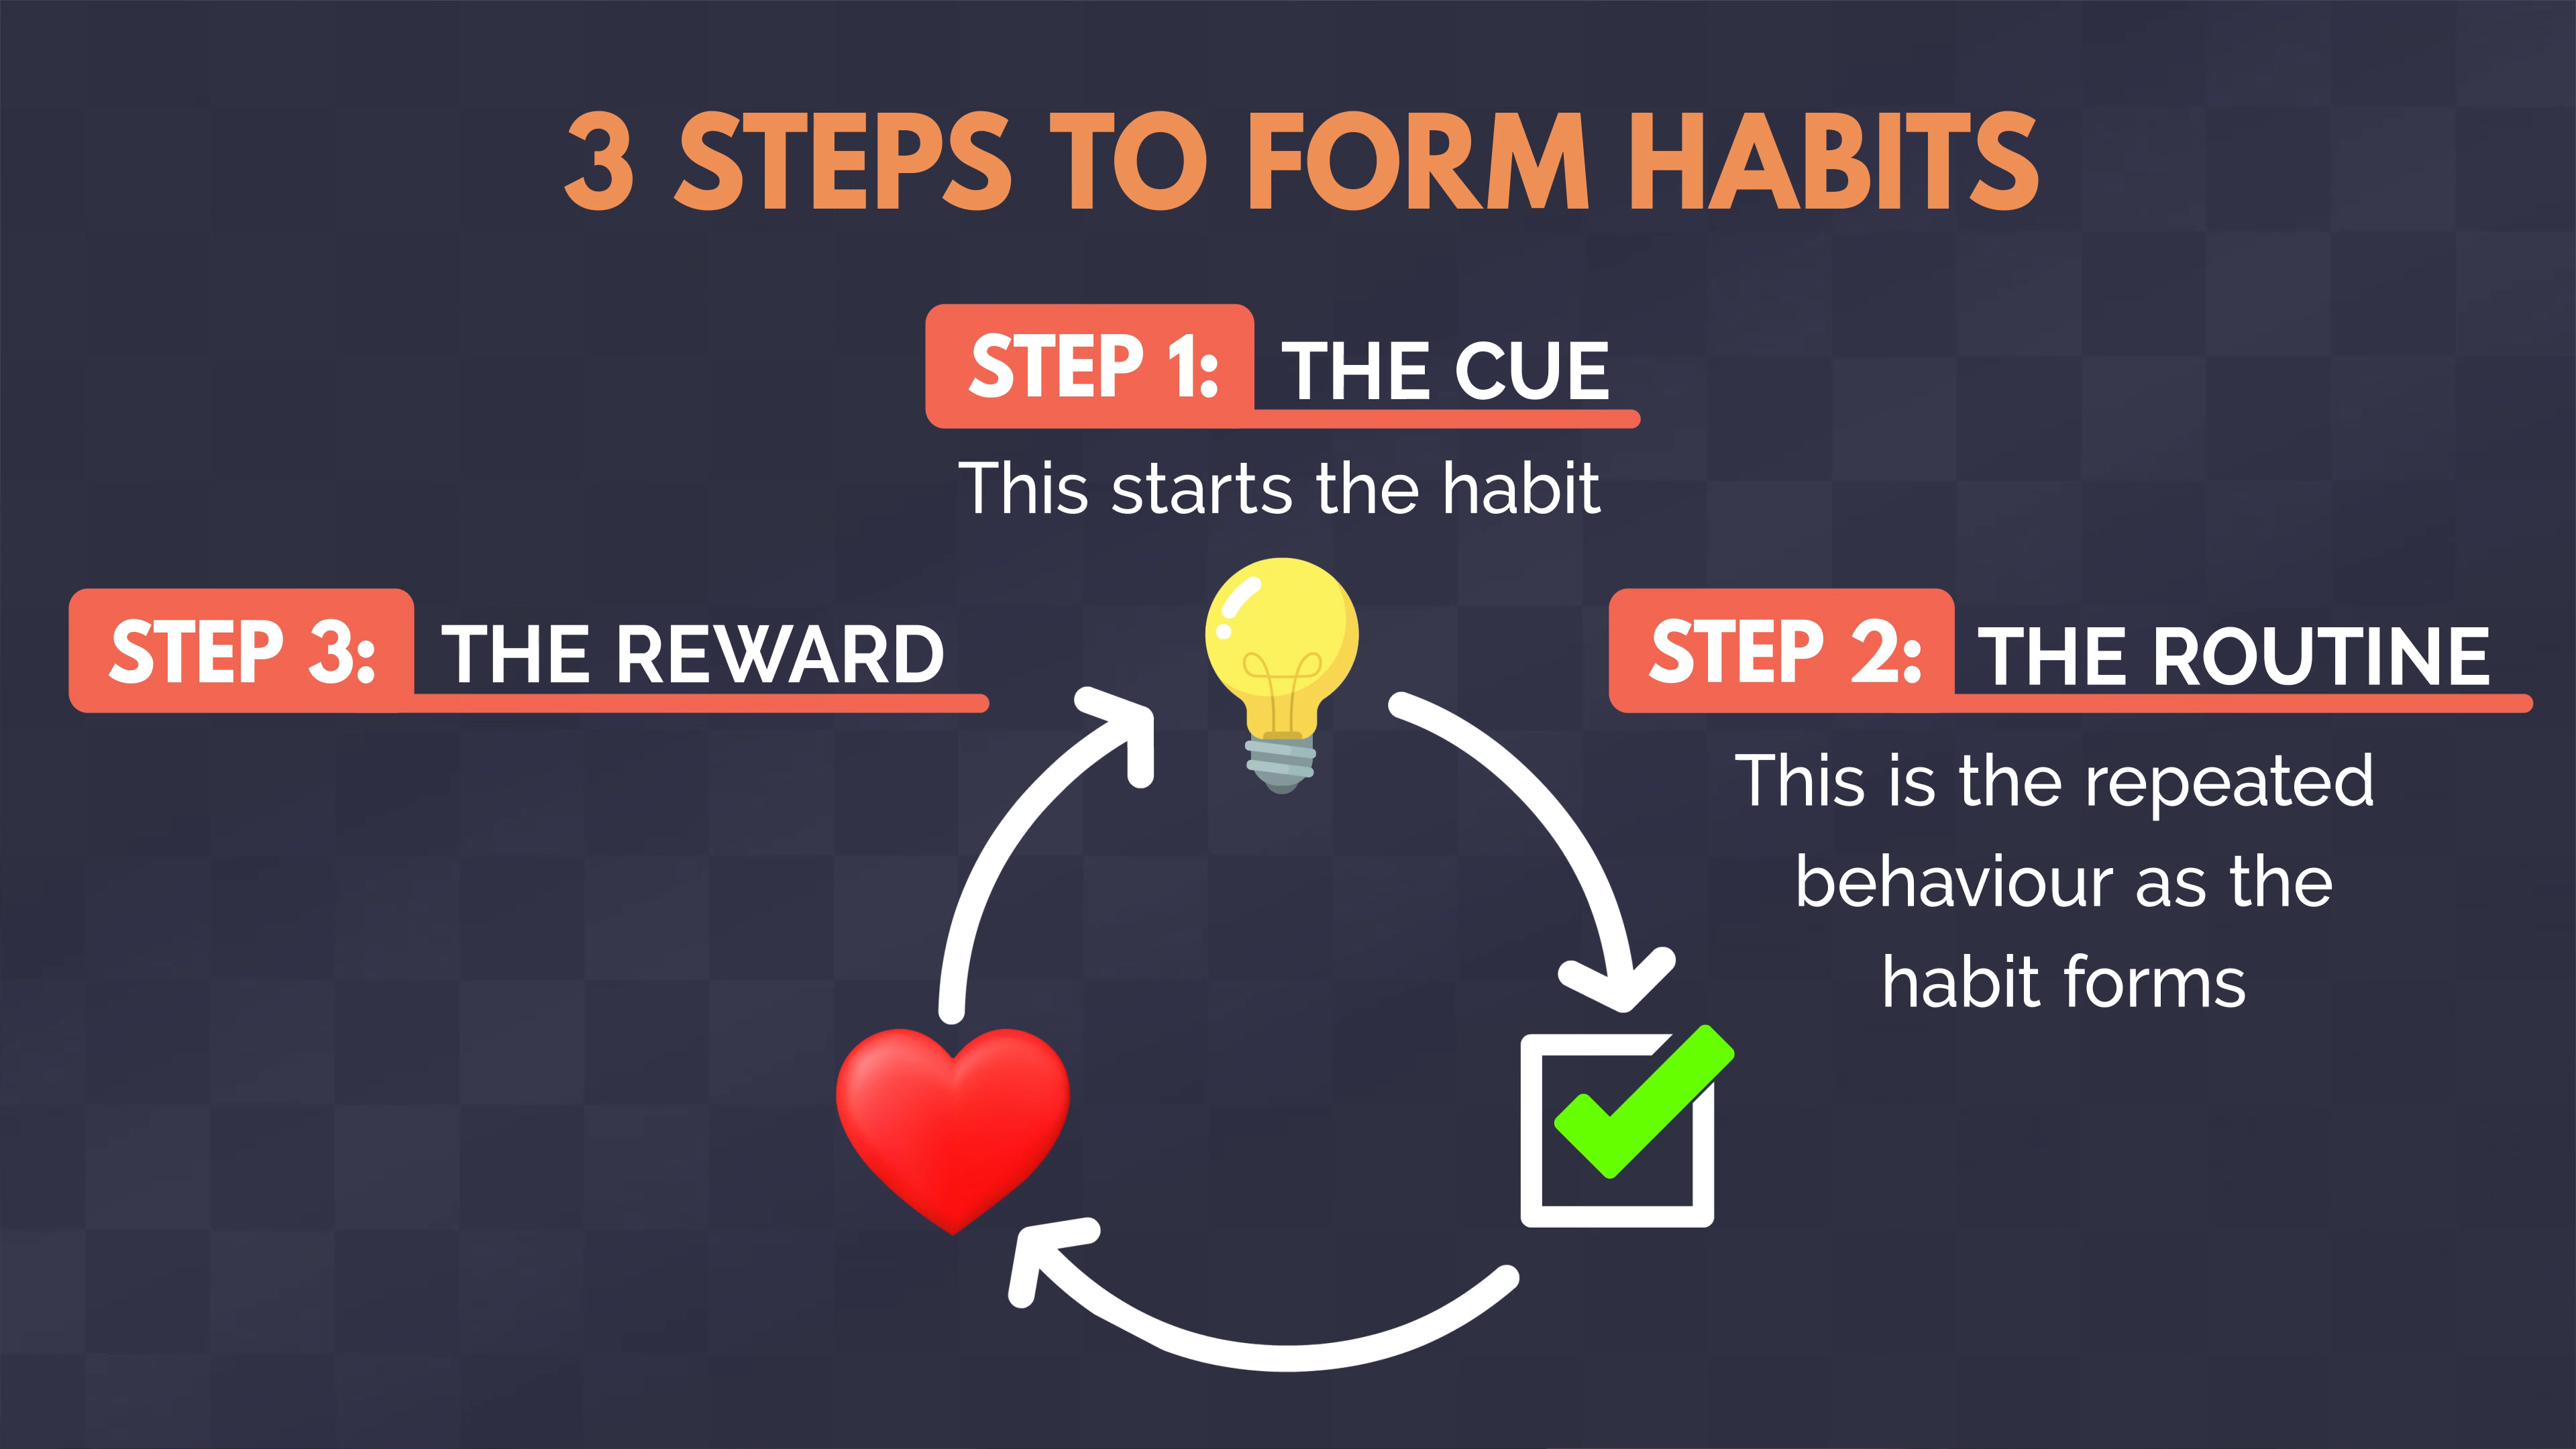 3 STEPS TO FORM HABITS
STEP 1: THE CUE
This starts the habit
STEP 2: THE ROUTINE
This is the repeated
behaviour as the
habit forms
STEP 3: THE REWARD